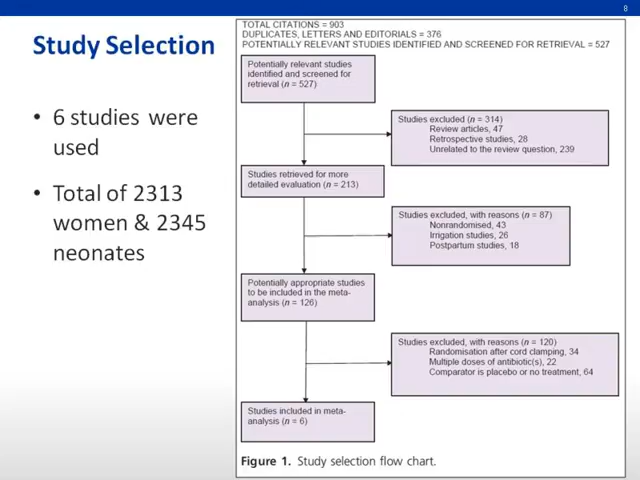 8
Study Selection
• 6 studies were
used
• Total of 2313
women & 2345
neonates
TOTAL CITATIONS = 903
DUPLICATES, LETTERS AND EDITORIALS = 376
POTENTIALLY RELEVANT STUDIES IDENTIFIED AND SCREENED FOR RETRIEVAL = 527
Potentially relevant studies
identified and screened for
retrieval (n = 527)
Studies excluded (n = 314)
Review articles, 47
Retrospective studies, 28
Unrelated to the review question, 239
Studies retrieved for more
detailed evaluation (n = 213)
Studies excluded, with reasons (n = 87)
Nonrandomised, 43
Irrigation studies, 26
Postpartum studies, 18
Potentially appropriate studies
to be included in the meta-
analysis (n = 126)
Studies excluded, with reasons (n = 120)
Randomisation after cord clamping, 34
Multiple doses of antibiotic(s), 22
Comparator is placebo or no treatment, 64
Studies included in meta-
analysis (n = 6)
Figure 1. Study selection flow chart.